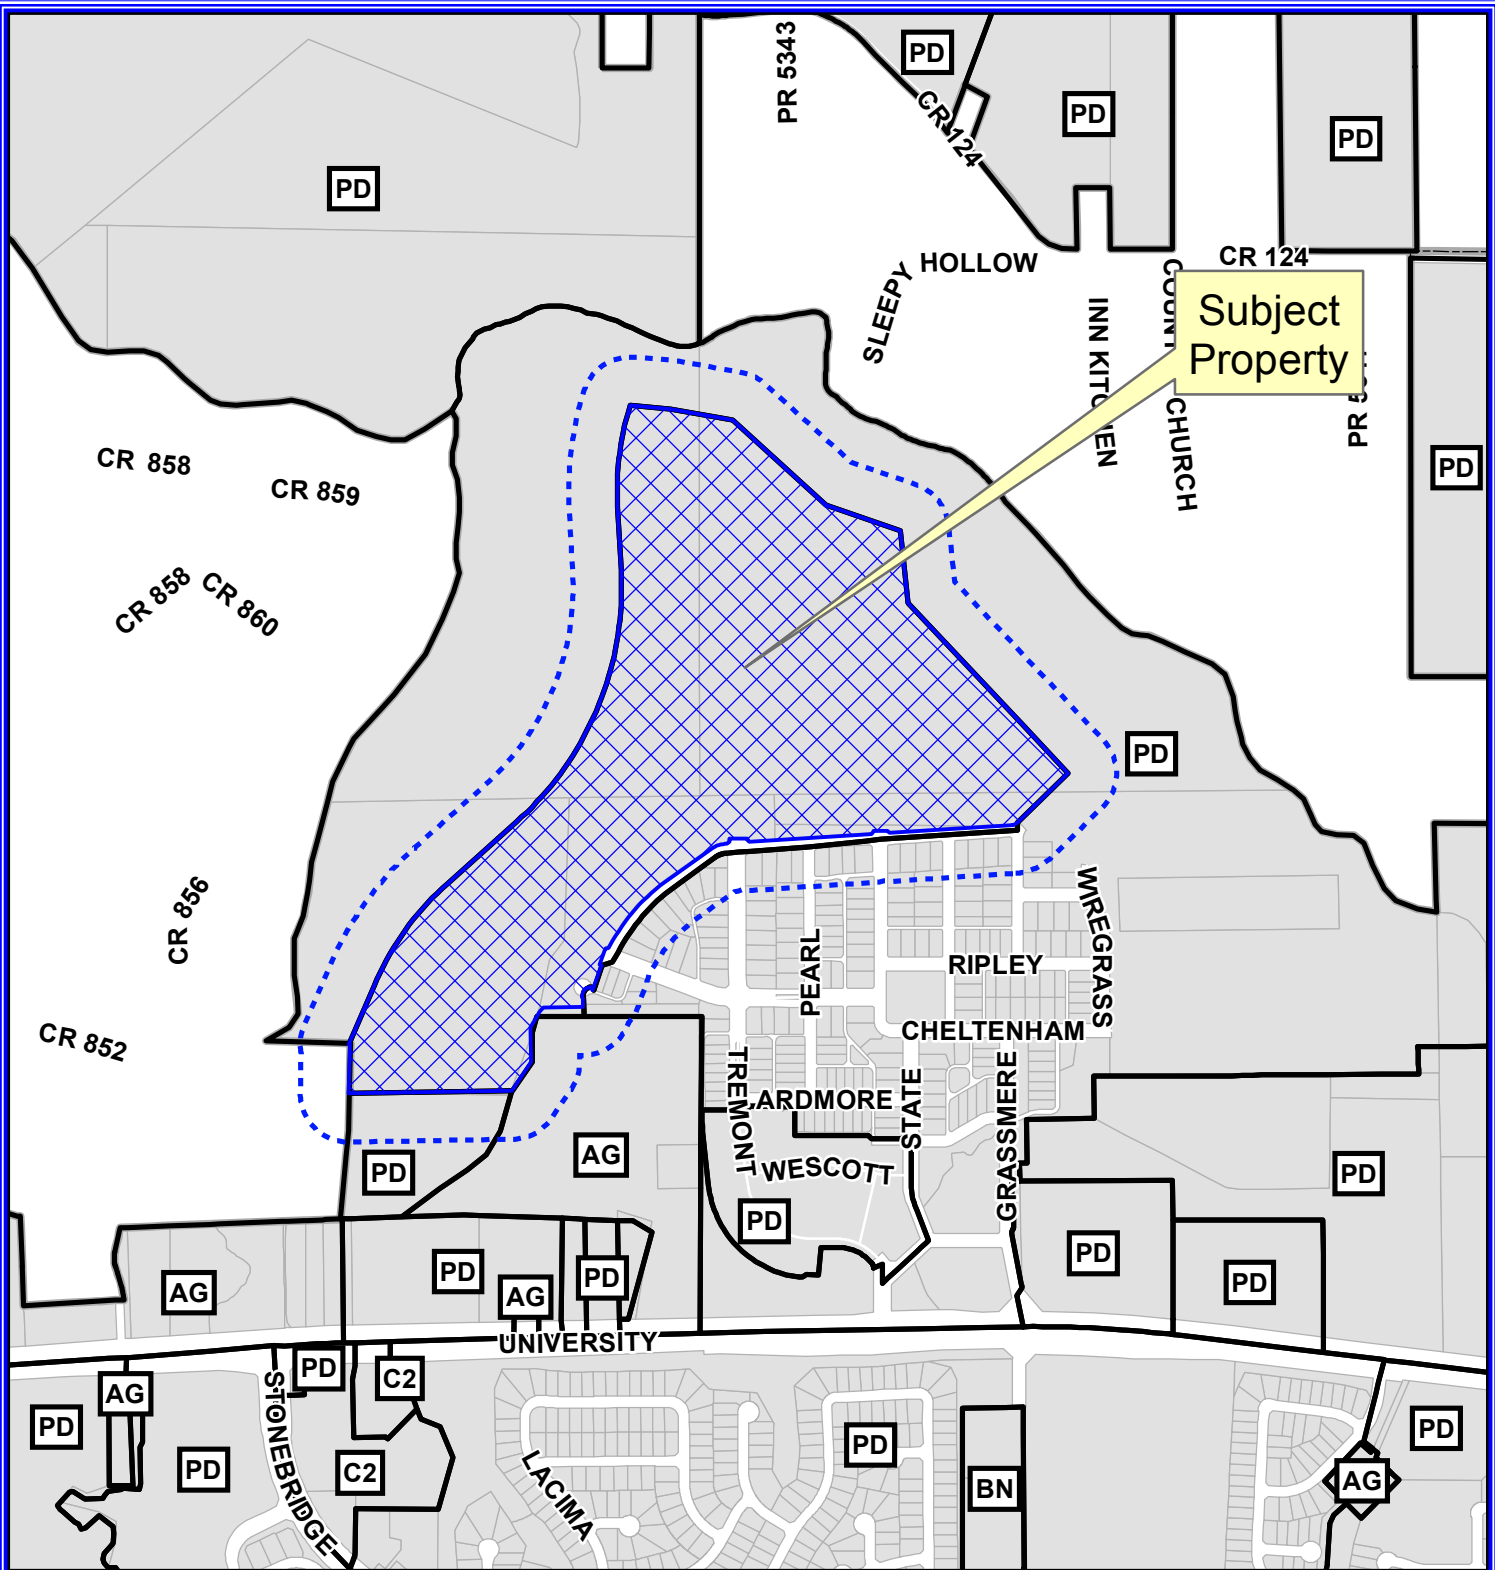 PR 5343
PD
CR 124
PD
PD
PD
SLEEPY
HOLLOW
CR 124
Subject
Property
INN KITCHEN
CHURCH
PD
CR 858
CR 859
CR 858
CR 860
PD
CR 856
WIREGRASS
PEARL
RIPLEY
CR 852
CHELTENHAM
TREMONT
ARDMORE
STATE
GRASSMERE
AG
PD
WESCOTT
PD
PD
PD
PD
PD
AG
PD
AG
PD
UNIVERSITY
PD
C2
AG
STONEBRIDGE
PD
PD
C2
LACIMA
PD
BN
PD
AG